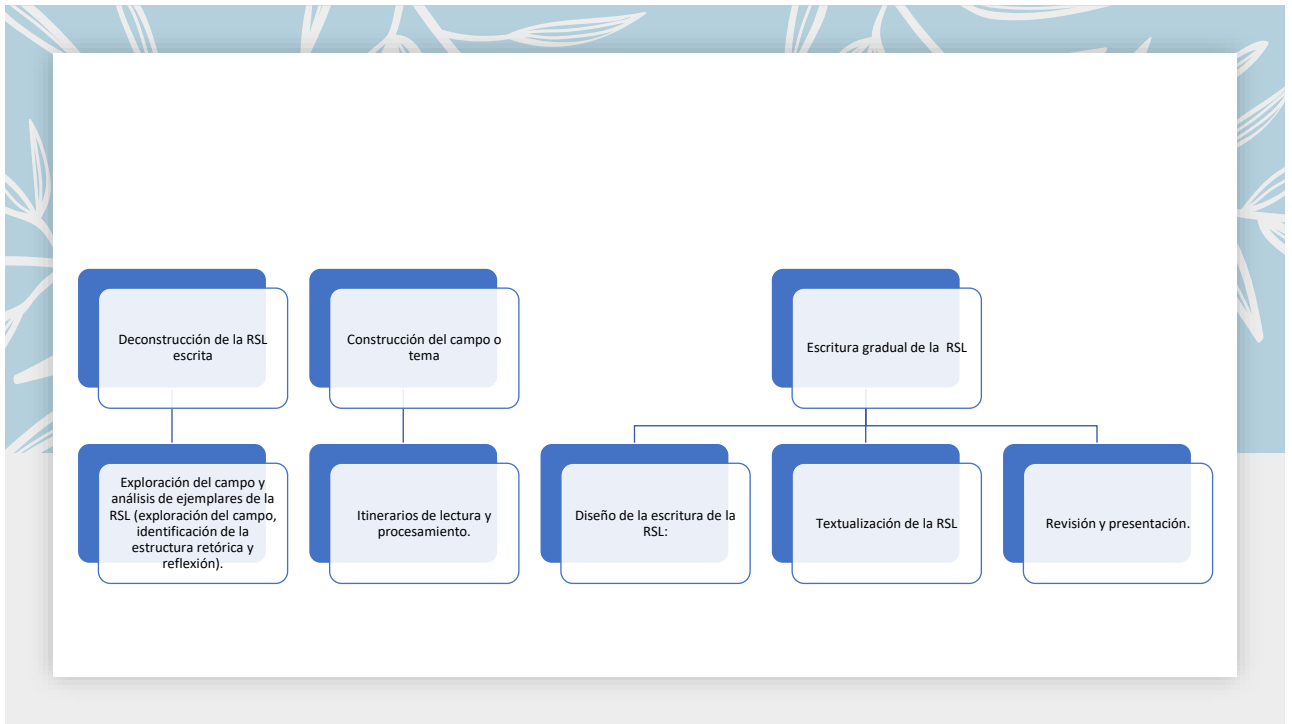 Deconstrucción de la RSL
escrita
Construcción del campo o
tema
Escritura gradual de la  RSL
Exploración del campo y
análisis de ejemplares de la
RSL (exploración del campo,
identificación de la
estructura retórica y
reflexión).
Itinerarios de lectura y
procesamiento.
Diseño de la escritura de la
RSL:
Textualización de la RSL
Revisión y presentación.